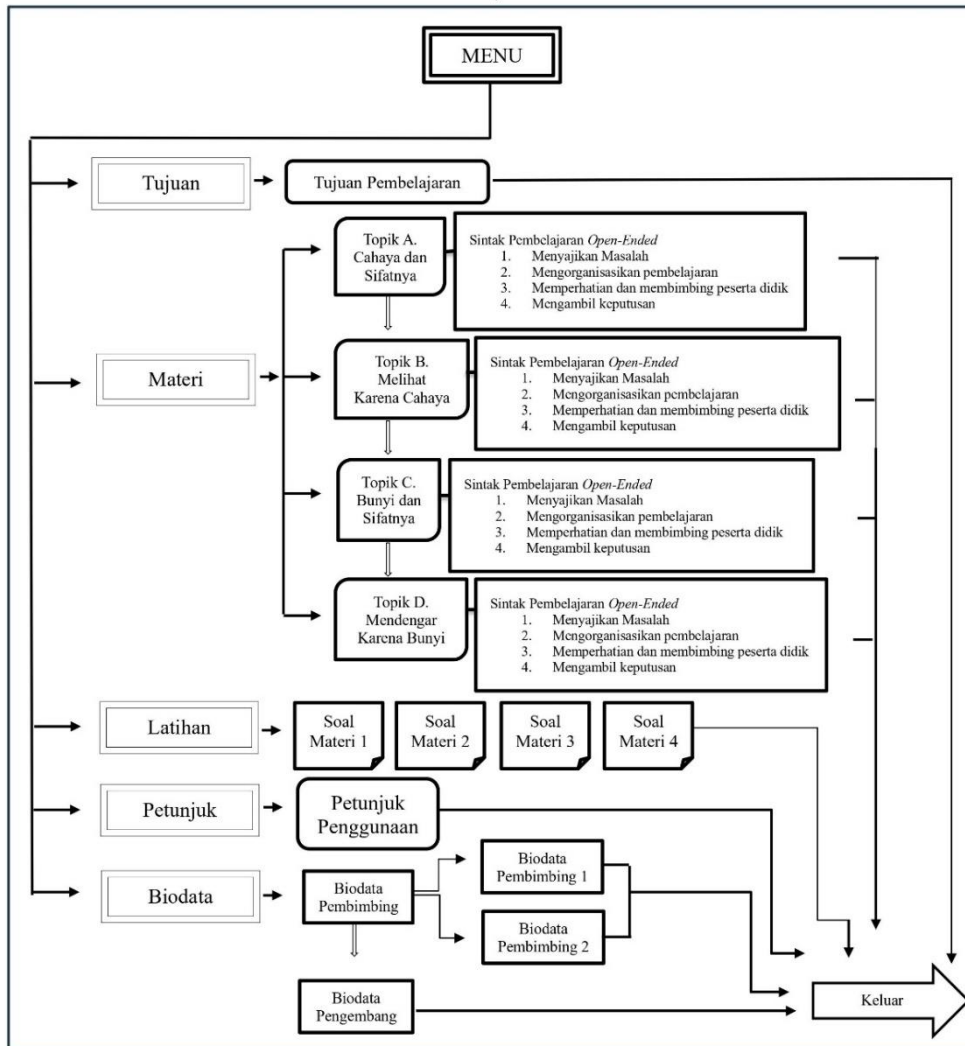 MENU
Tujuan
Tujuan Pembelajaran
Materi
Topik A.
Cahaya dan
Sifatnya
Sintak Pembelajaran Open-Ended
1. Menyajikan Masalah
2. Mengorganisasikan pembelajaran
3. Memperhatian dan membimbing peserta didik
4. Mengambil keputusan
Topik B.
Melihat
Karena Cahaya
Sintak Pembelajaran Open-Ended
1. Menyajikan Masalah
2. Mengorganisasikan pembelajaran
3. Memperhatian dan membimbing peserta didik
4. Mengambil keputusan
Topik C.
Bunyi dan
Sifatnya
Sintak Pembelajaran Open-Ended
1. Menyajikan Masalah
2. Mengorganisasikan pembelajaran
3. Memperhatian dan membimbing peserta didik
4. Mengambil keputusan
Topik D.
Mendengar
Karena Bunyi
Sintak Pembelajaran Open-Ended
1. Menyajikan Masalah
2. Mengorganisasikan pembelajaran
3. Memperhatian dan membimbing peserta didik
4. Mengambil keputusan
Latihan
Soal
Materi 1
Soal
Materi 2
Soal
Materi 3
Soal
Materi 4
Petunjuk
Petunjuk
Penggunaan
Biodata
Biodata
Pembimbing
Biodata
Pembimbing 1
Biodata
Pembimbing 2
Biodata
Pengembang
Keluar